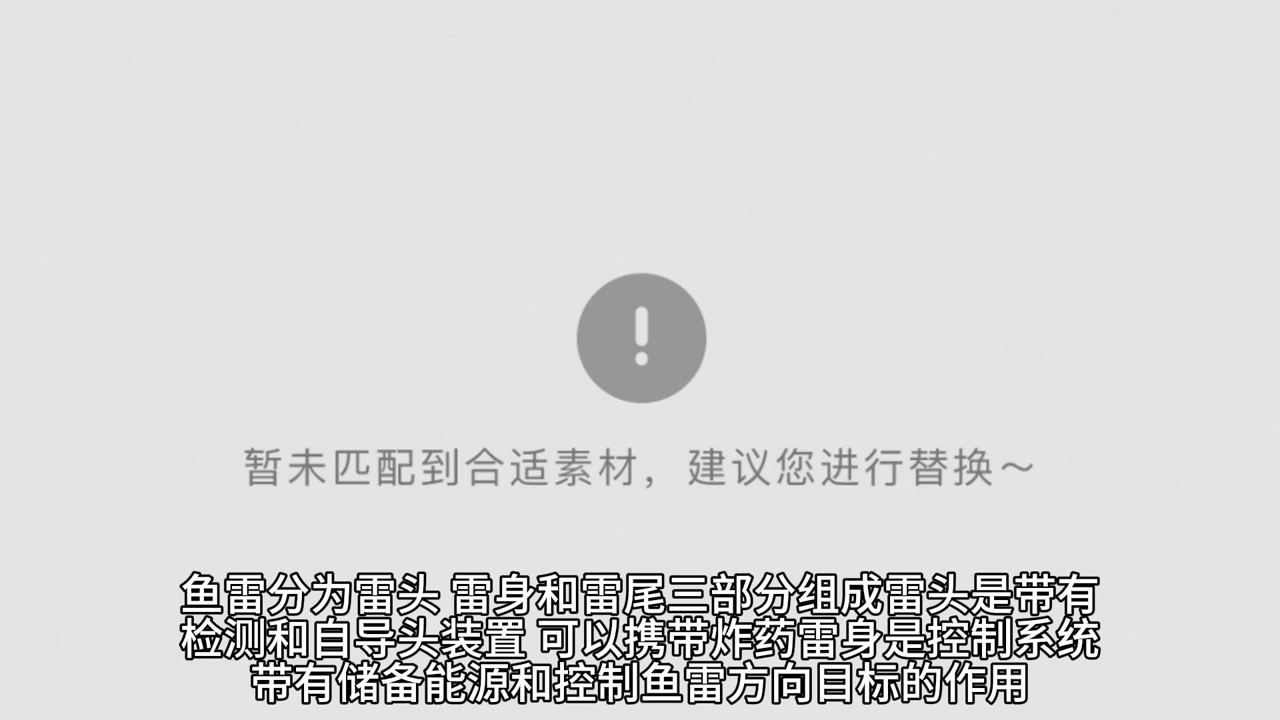 暂未匹配到合适素材，建议您进行替换～
鱼雷分为雷头 雷身和雷尾三部分组成雷头是带有
检测和自导头装置 可以携带炸药雷身是控制系统
带有储备能源和控制鱼雷方向目标的作用